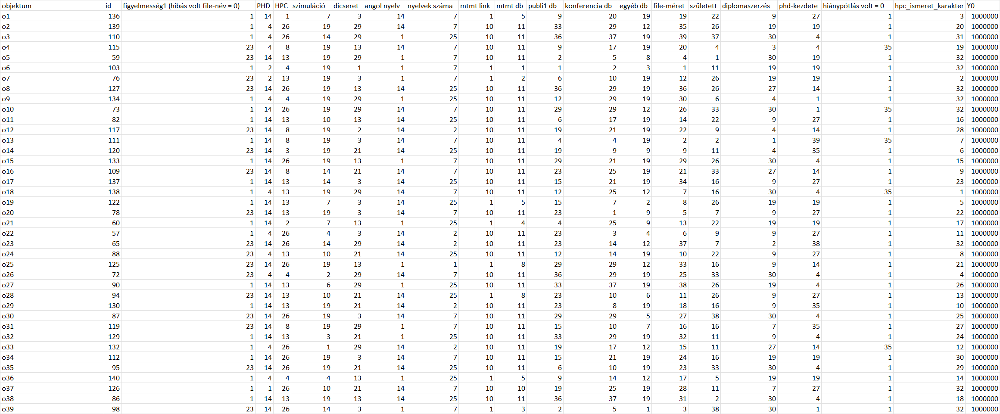 objektum id figyelmesség1 (hibás volt file-név = 0) PHD HPC szimuláció dicseret angol nyelv nyelvek száma mtmt link mtmt db publi1 db konferencia db egyéb db file-méret született diplomaszerzés phd-kezdete hiánypótlás volt = 0 hpc_ismeret_karakter Y0
o1 136 1 14 1 7 3 14 7 1 5 9 20 19 19 22 9 27 1 3 1000000
o2 139 1 4 26 19 29 14 7 10 11 33 29 12 35 26 19 19 1 20 1000000
o3 110 1 4 26 14 29 1 25 10 11 36 37 19 39 37 30 4 1 31 1000000
o4 115 23 4 8 19 13 14 7 10 11 9 17 19 20 4 3 4 35 19 1000000
o5 59 23 14 13 19 29 1 7 10 11 2 5 8 4 1 30 19 1 32 1000000
o6 103 1 2 4 19 1 1 7 1 1 1 2 3 1 11 19 19 1 32 1000000
o7 76 23 2 13 19 3 1 7 1 2 6 10 19 12 26 19 19 1 2 1000000
o8 127 23 14 26 19 13 14 25 10 11 36 29 19 36 26 27 14 1 32 1000000
o9 134 1 4 4 19 29 1 25 10 11 12 29 19 30 6 4 1 1 32 1000000
o10 73 1 14 26 19 29 14 7 10 11 29 29 12 26 33 30 1 35 32 1000000
o11 82 1 14 13 10 13 14 25 10 11 6 17 19 14 22 9 27 1 16 1000000
o12 117 23 14 8 19 2 14 2 10 11 19 21 19 22 9 4 14 1 28 1000000
o13 111 1 14 8 19 3 14 7 10 11 4 4 19 2 2 1 39 35 7 1000000
o14 120 23 14 3 19 21 14 25 10 11 19 9 9 9 11 4 35 1 6 1000000
o15 133 1 14 26 19 13 1 7 10 11 29 21 19 29 26 30 4 1 15 1000000
o16 109 23 14 8 14 21 14 7 10 11 23 25 19 21 33 27 14 1 9 1000000
o17 137 1 14 13 14 3 14 25 10 11 15 21 19 34 16 9 27 1 23 1000000
o18 138 1 4 13 19 29 14 7 10 11 12 25 12 7 16 30 4 35 1 1000000
o19 122 1 14 13 7 3 14 25 1 5 15 7 2 8 26 19 19 1 5 1000000
o20 78 23 14 13 19 3 14 7 10 11 23 1 9 5 7 9 27 1 22 1000000
o21 60 1 14 2 7 13 1 25 1 4 4 25 9 13 22 19 19 1 17 1000000
o22 57 1 4 26 4 3 14 2 10 11 23 3 4 6 9 9 27 1 11 1000000
o23 65 23 14 26 14 29 14 2 10 11 23 14 12 37 7 2 38 1 32 1000000
o24 88 23 4 13 10 21 14 25 10 11 12 14 19 10 22 9 27 1 8 1000000
o25 125 23 14 26 19 13 1 1 1 8 29 29 12 33 16 9 14 1 21 1000000
o26 72 23 4 4 2 29 14 7 10 11 36 29 19 25 33 30 4 1 4 1000000
o27 90 1 14 13 6 29 1 25 10 11 33 37 19 38 26 19 4 1 26 1000000
o28 94 23 14 13 10 21 14 25 1 8 23 10 6 11 26 9 27 1 13 1000000
o29 130 1 14 13 19 21 14 2 10 11 23 8 19 18 16 9 35 1 10 1000000
o30 87 23 14 26 19 3 14 7 10 11 29 29 5 27 38 30 4 1 25 1000000
o31 119 23 14 8 19 29 1 7 10 11 15 10 7 16 16 7 35 1 27 1000000
o32 129 1 14 13 3 21 1 25 10 11 33 29 19 32 11 9 4 1 24 1000000
o33 132 1 4 26 1 29 14 2 10 11 19 17 12 15 11 27 14 35 12 1000000
o34 112 1 14 26 19 3 14 7 10 11 15 21 19 24 16 19 19 1 30 1000000
o35 95 23 14 26 19 21 14 25 10 11 6 10 19 23 33 30 4 1 29 1000000
o36 140 1 4 4 4 13 1 25 1 5 9 14 12 17 5 19 19 1 14 1000000
o37 126 1 1 26 10 21 14 7 10 10 19 25 19 28 11 7 27 1 32 1000000
o38 86 1 14 13 19 13 14 25 10 11 36 37 19 31 2 30 4 1 18 1000000
o39 98 23 14 26 14 3 1 7 1 3 2 5 1 3 38 30 1 1 32 1000000